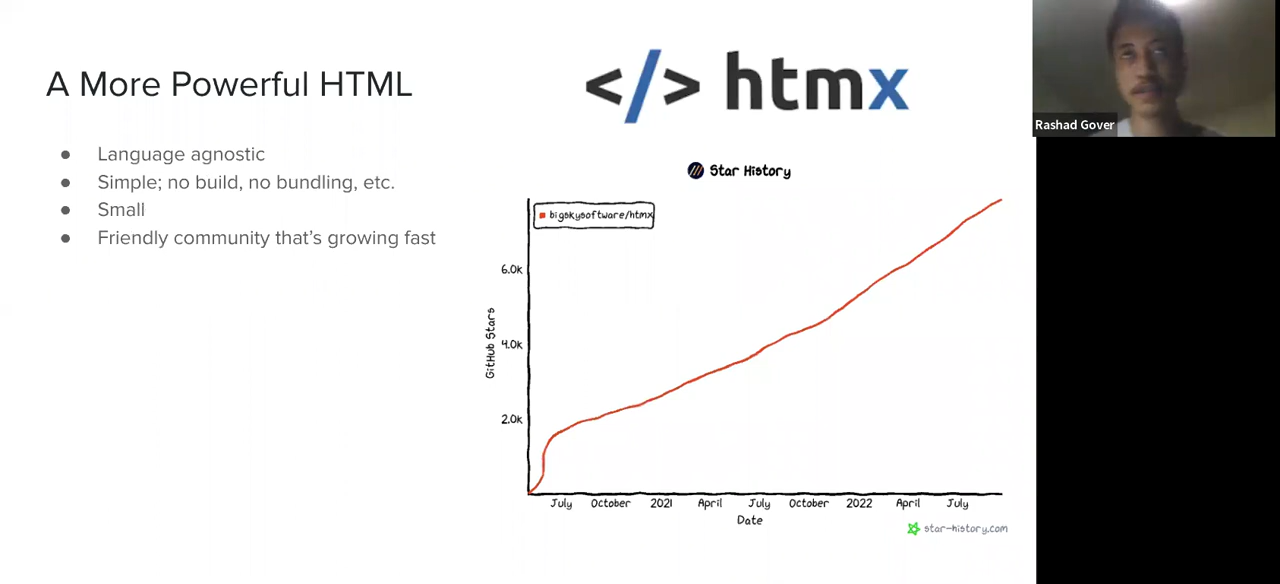 A More Powerful HTML
● Language agnostic
● Simple; no build, no bundling, etc.
● Small
● Friendly community that's growing fast
</> htmx
Star History
bigskysoftware/htmx
6.0k
4.0k
2.0k
GitHub Stars
July October 2021 April July October 2022 April July
Date
star-history.com
Rashad Gover